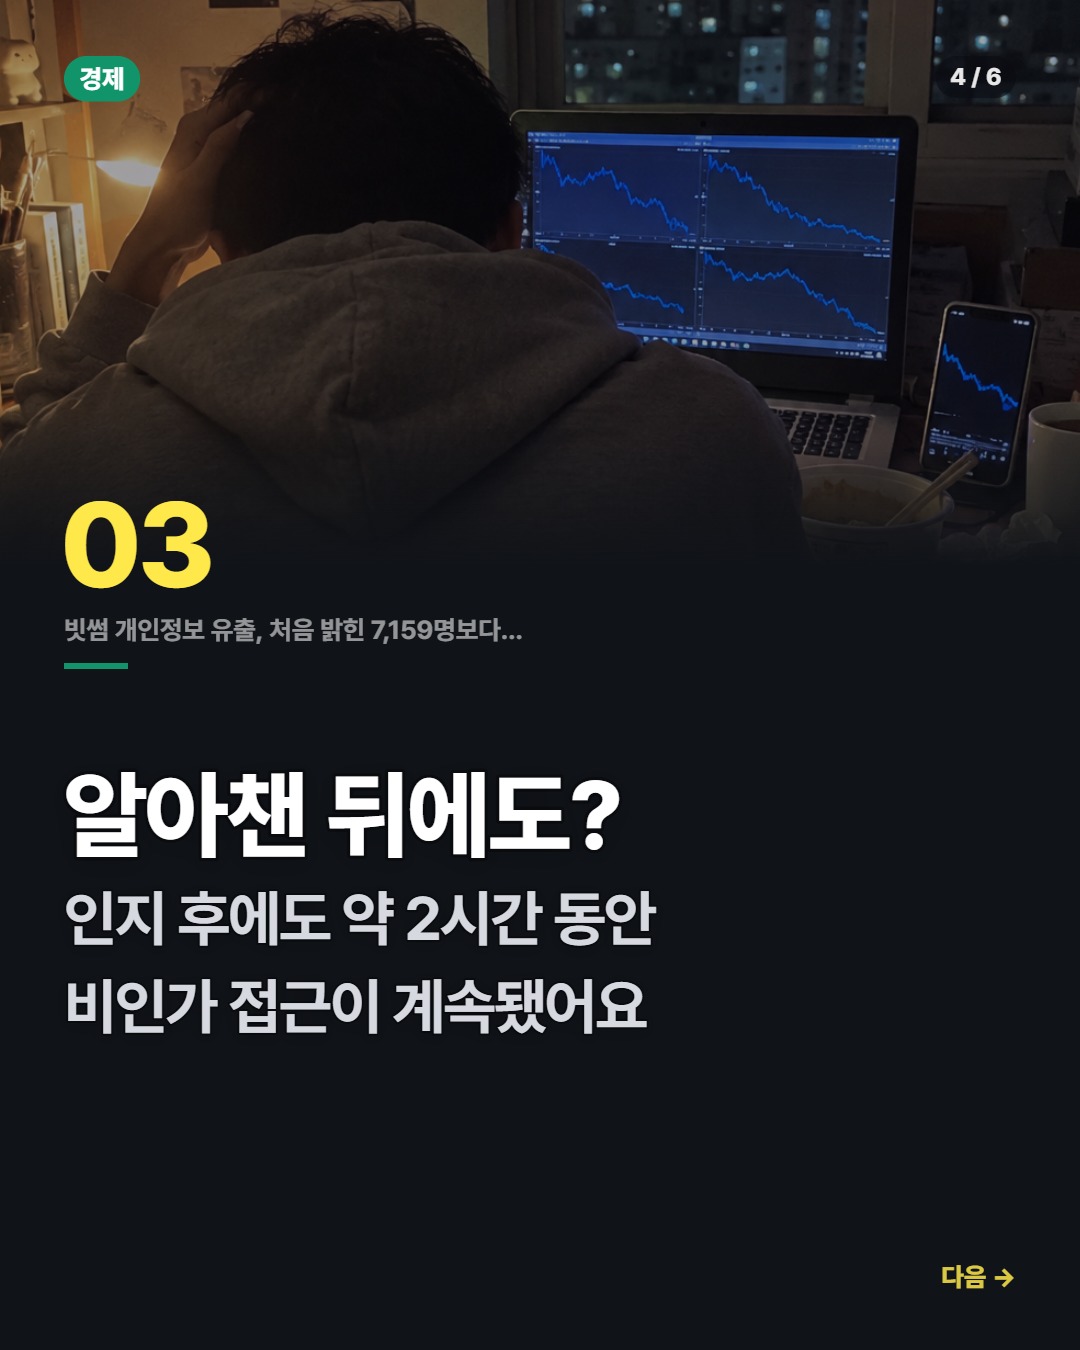 경제
4 / 6
03
빗썸 개인정보 유출, 처음 밝힌 7,159명보다...
알아챈 뒤에도?
인지 후에도 약 2시간 동안
비인가 접근이 계속됐어요
다음 →